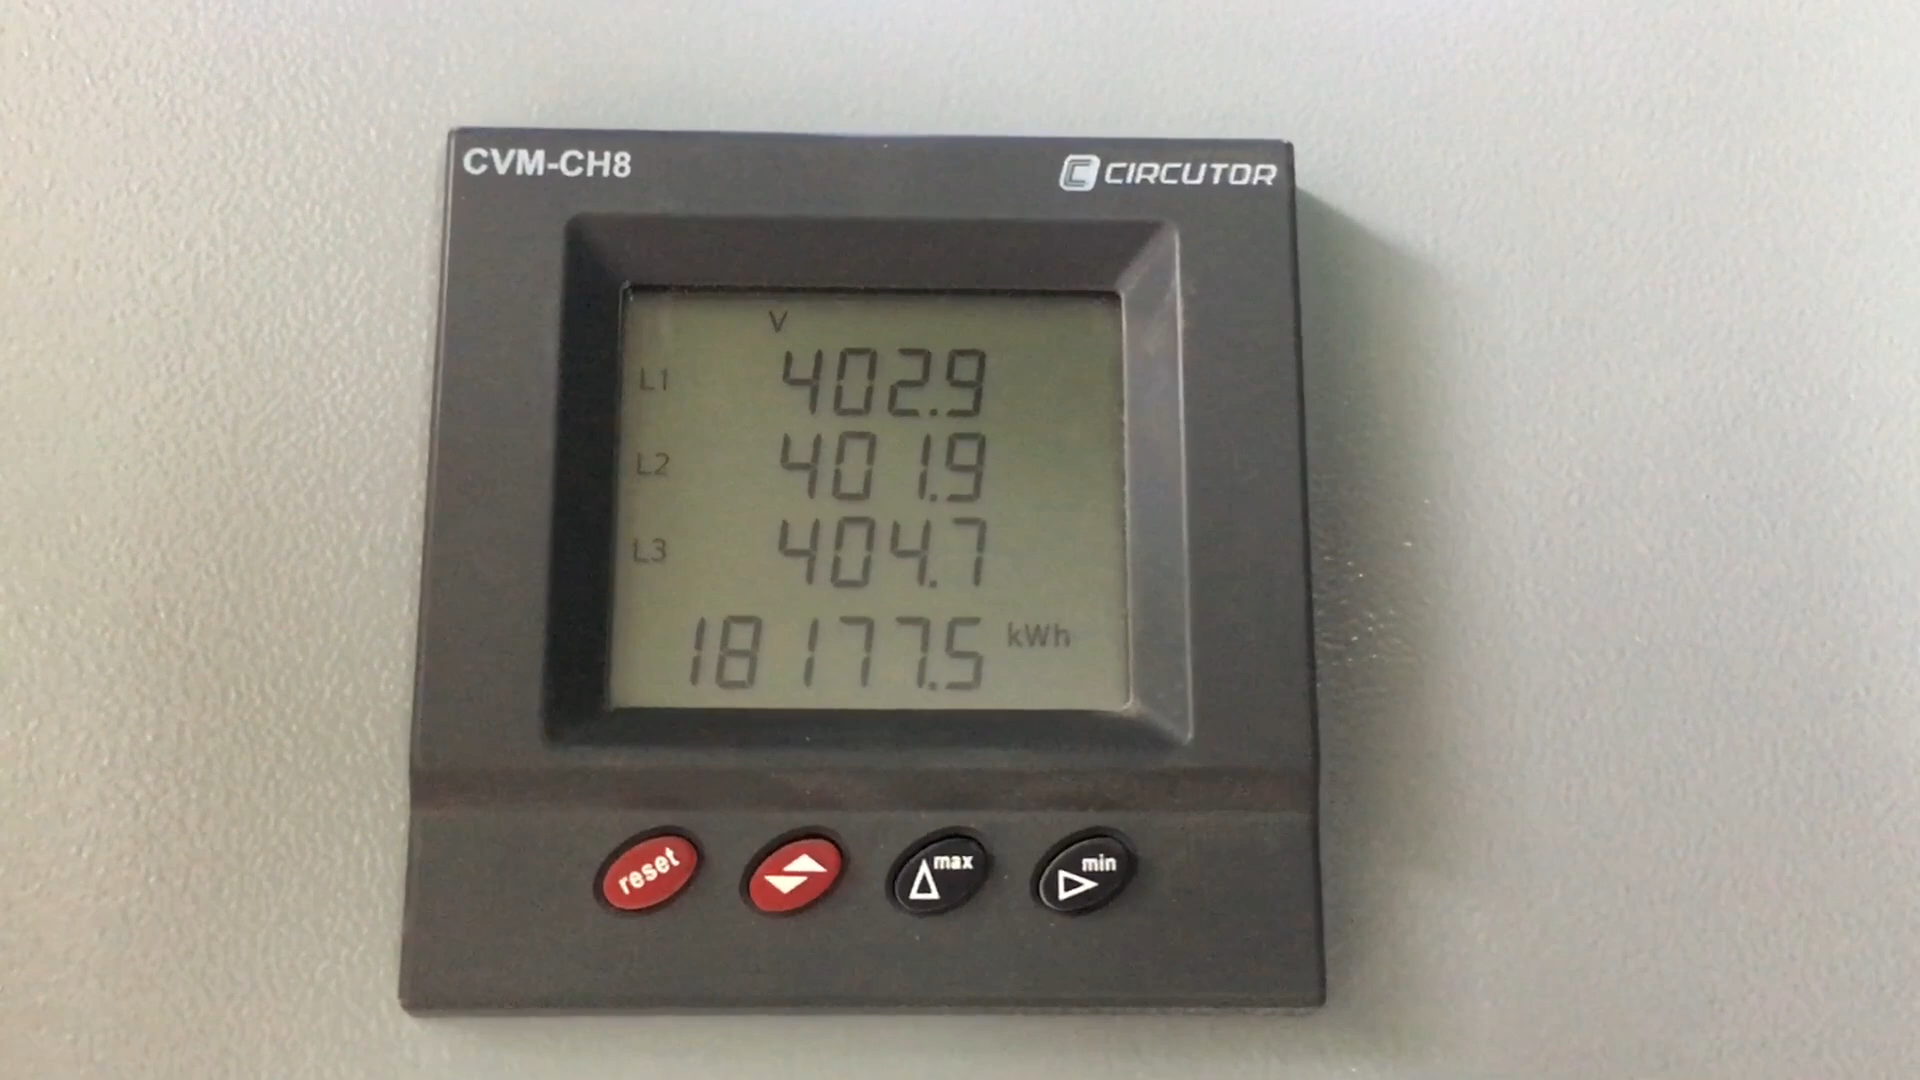 CVM-CH8
CIRCUTOR
V
L1 402.9
L2 401.9
L3 404.7
18177.5 kWh
reset
max
min